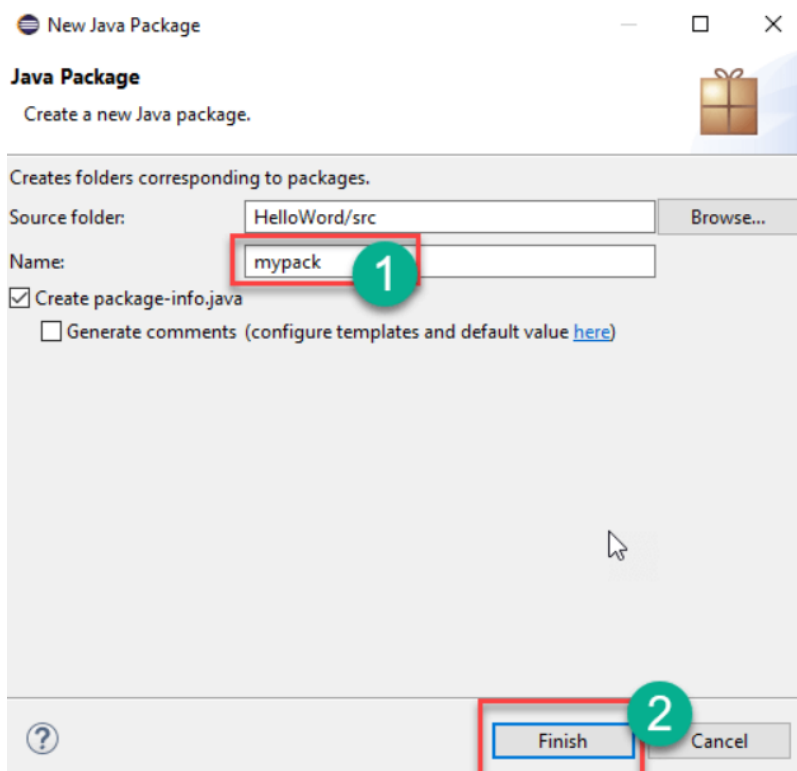 New Java Package
Java Package
Create a new Java package.
Creates folders corresponding to packages.
Source folder: HelloWord/src Browse...
Name: mypack 1
Create package-info.java
Generate comments (configure templates and default value here)
2
? Finish Cancel